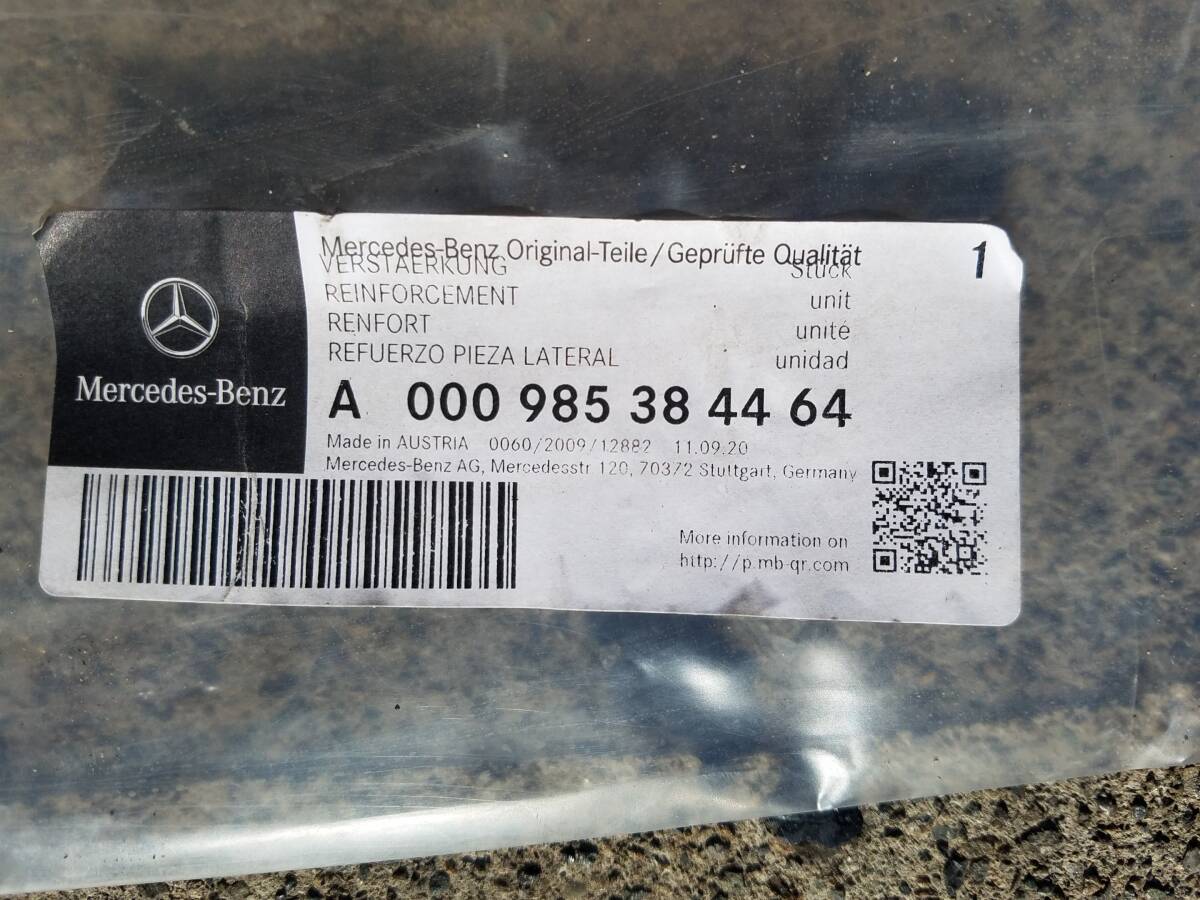 Mercedes-Benz Original-Teile/Geprüfte Qualität 1
VERSTAERKUNG Stück
REINFORCEMENT unit
RENFORT unité
REFUERZO PIEZA LATERAL unidad
Mercedes-Benz
A 000 985 38 44 64
Made in AUSTRIA 0060/2009/12882 11.09.20
Mercedes-Benz AG, Mercedesstr 120, 70372 Stuttgart, Germany
More information on
http://p.mb-qr.com